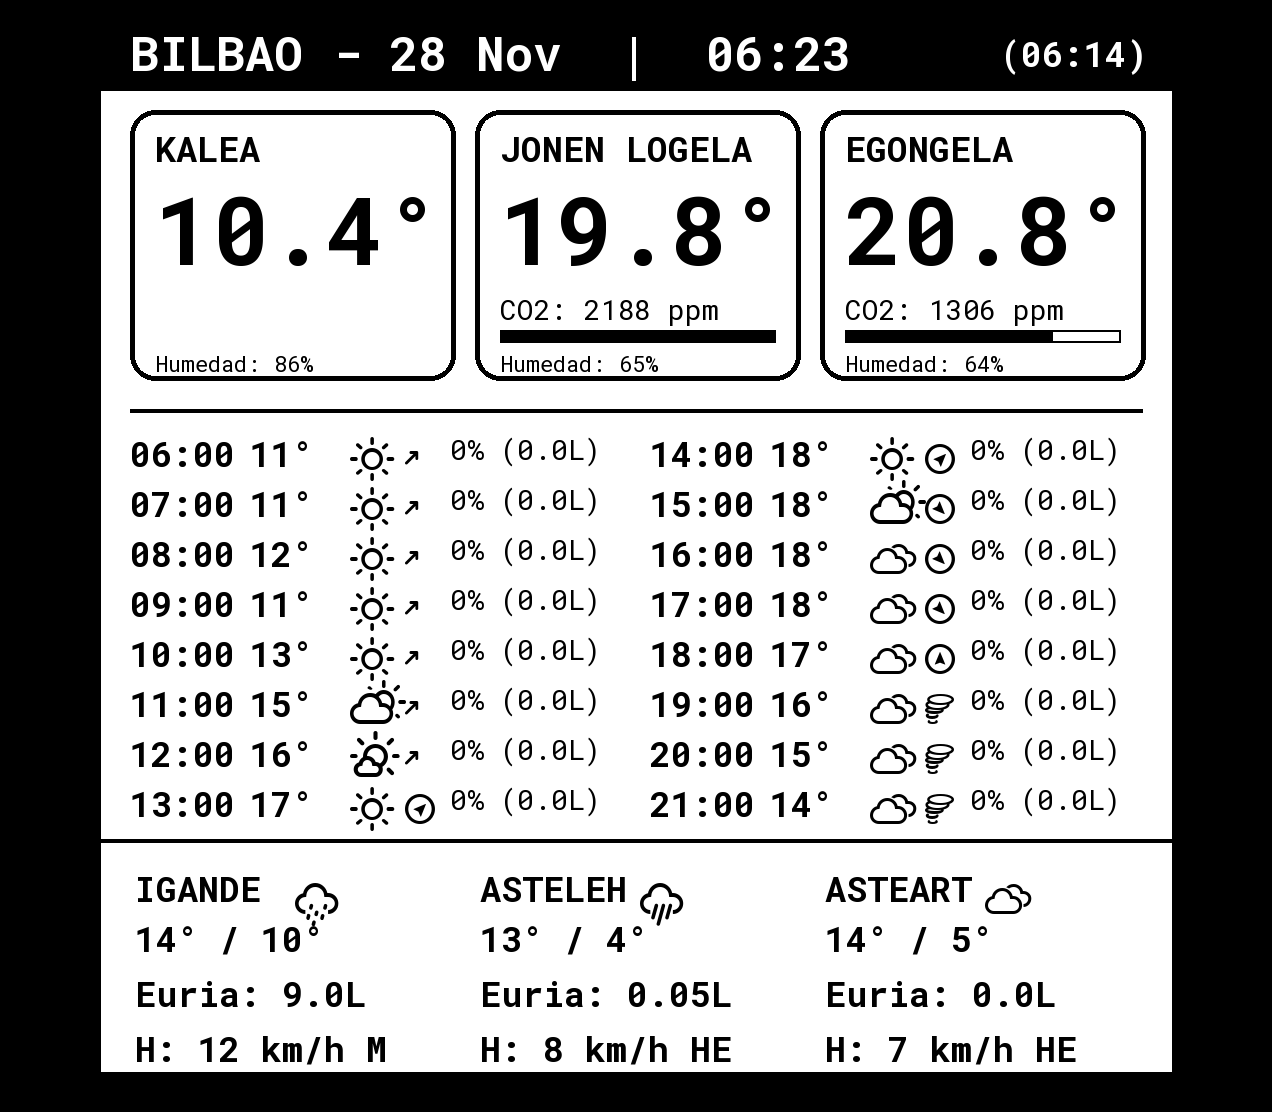 BILBAO - 28 Nov | 06:23 (06:14)
KALEA
10.4°
Humedad: 86%
JONEN LOGELA
19.8°
CO2: 2188 ppm
Humedad: 65%
EGONGELA
20.8°
CO2: 1306 ppm
Humedad: 64%
06:00 11° 0% (0.0L)
07:00 11° 0% (0.0L)
08:00 12° 0% (0.0L)
09:00 11° 0% (0.0L)
10:00 13° 0% (0.0L)
11:00 15° 0% (0.0L)
12:00 16° 0% (0.0L)
13:00 17° 0% (0.0L)
14:00 18° 0% (0.0L)
15:00 18° 0% (0.0L)
16:00 18° 0% (0.0L)
17:00 18° 0% (0.0L)
18:00 17° 0% (0.0L)
19:00 16° 0% (0.0L)
20:00 15° 0% (0.0L)
21:00 14° 0% (0.0L)
IGANDE
14° / 10°
Euria: 9.0L
H: 12 km/h M
ASTELEH
13° / 4°
Euria: 0.05L
H: 8 km/h HE
ASTEART
14° / 5°
Euria: 0.0L
H: 7 km/h HE